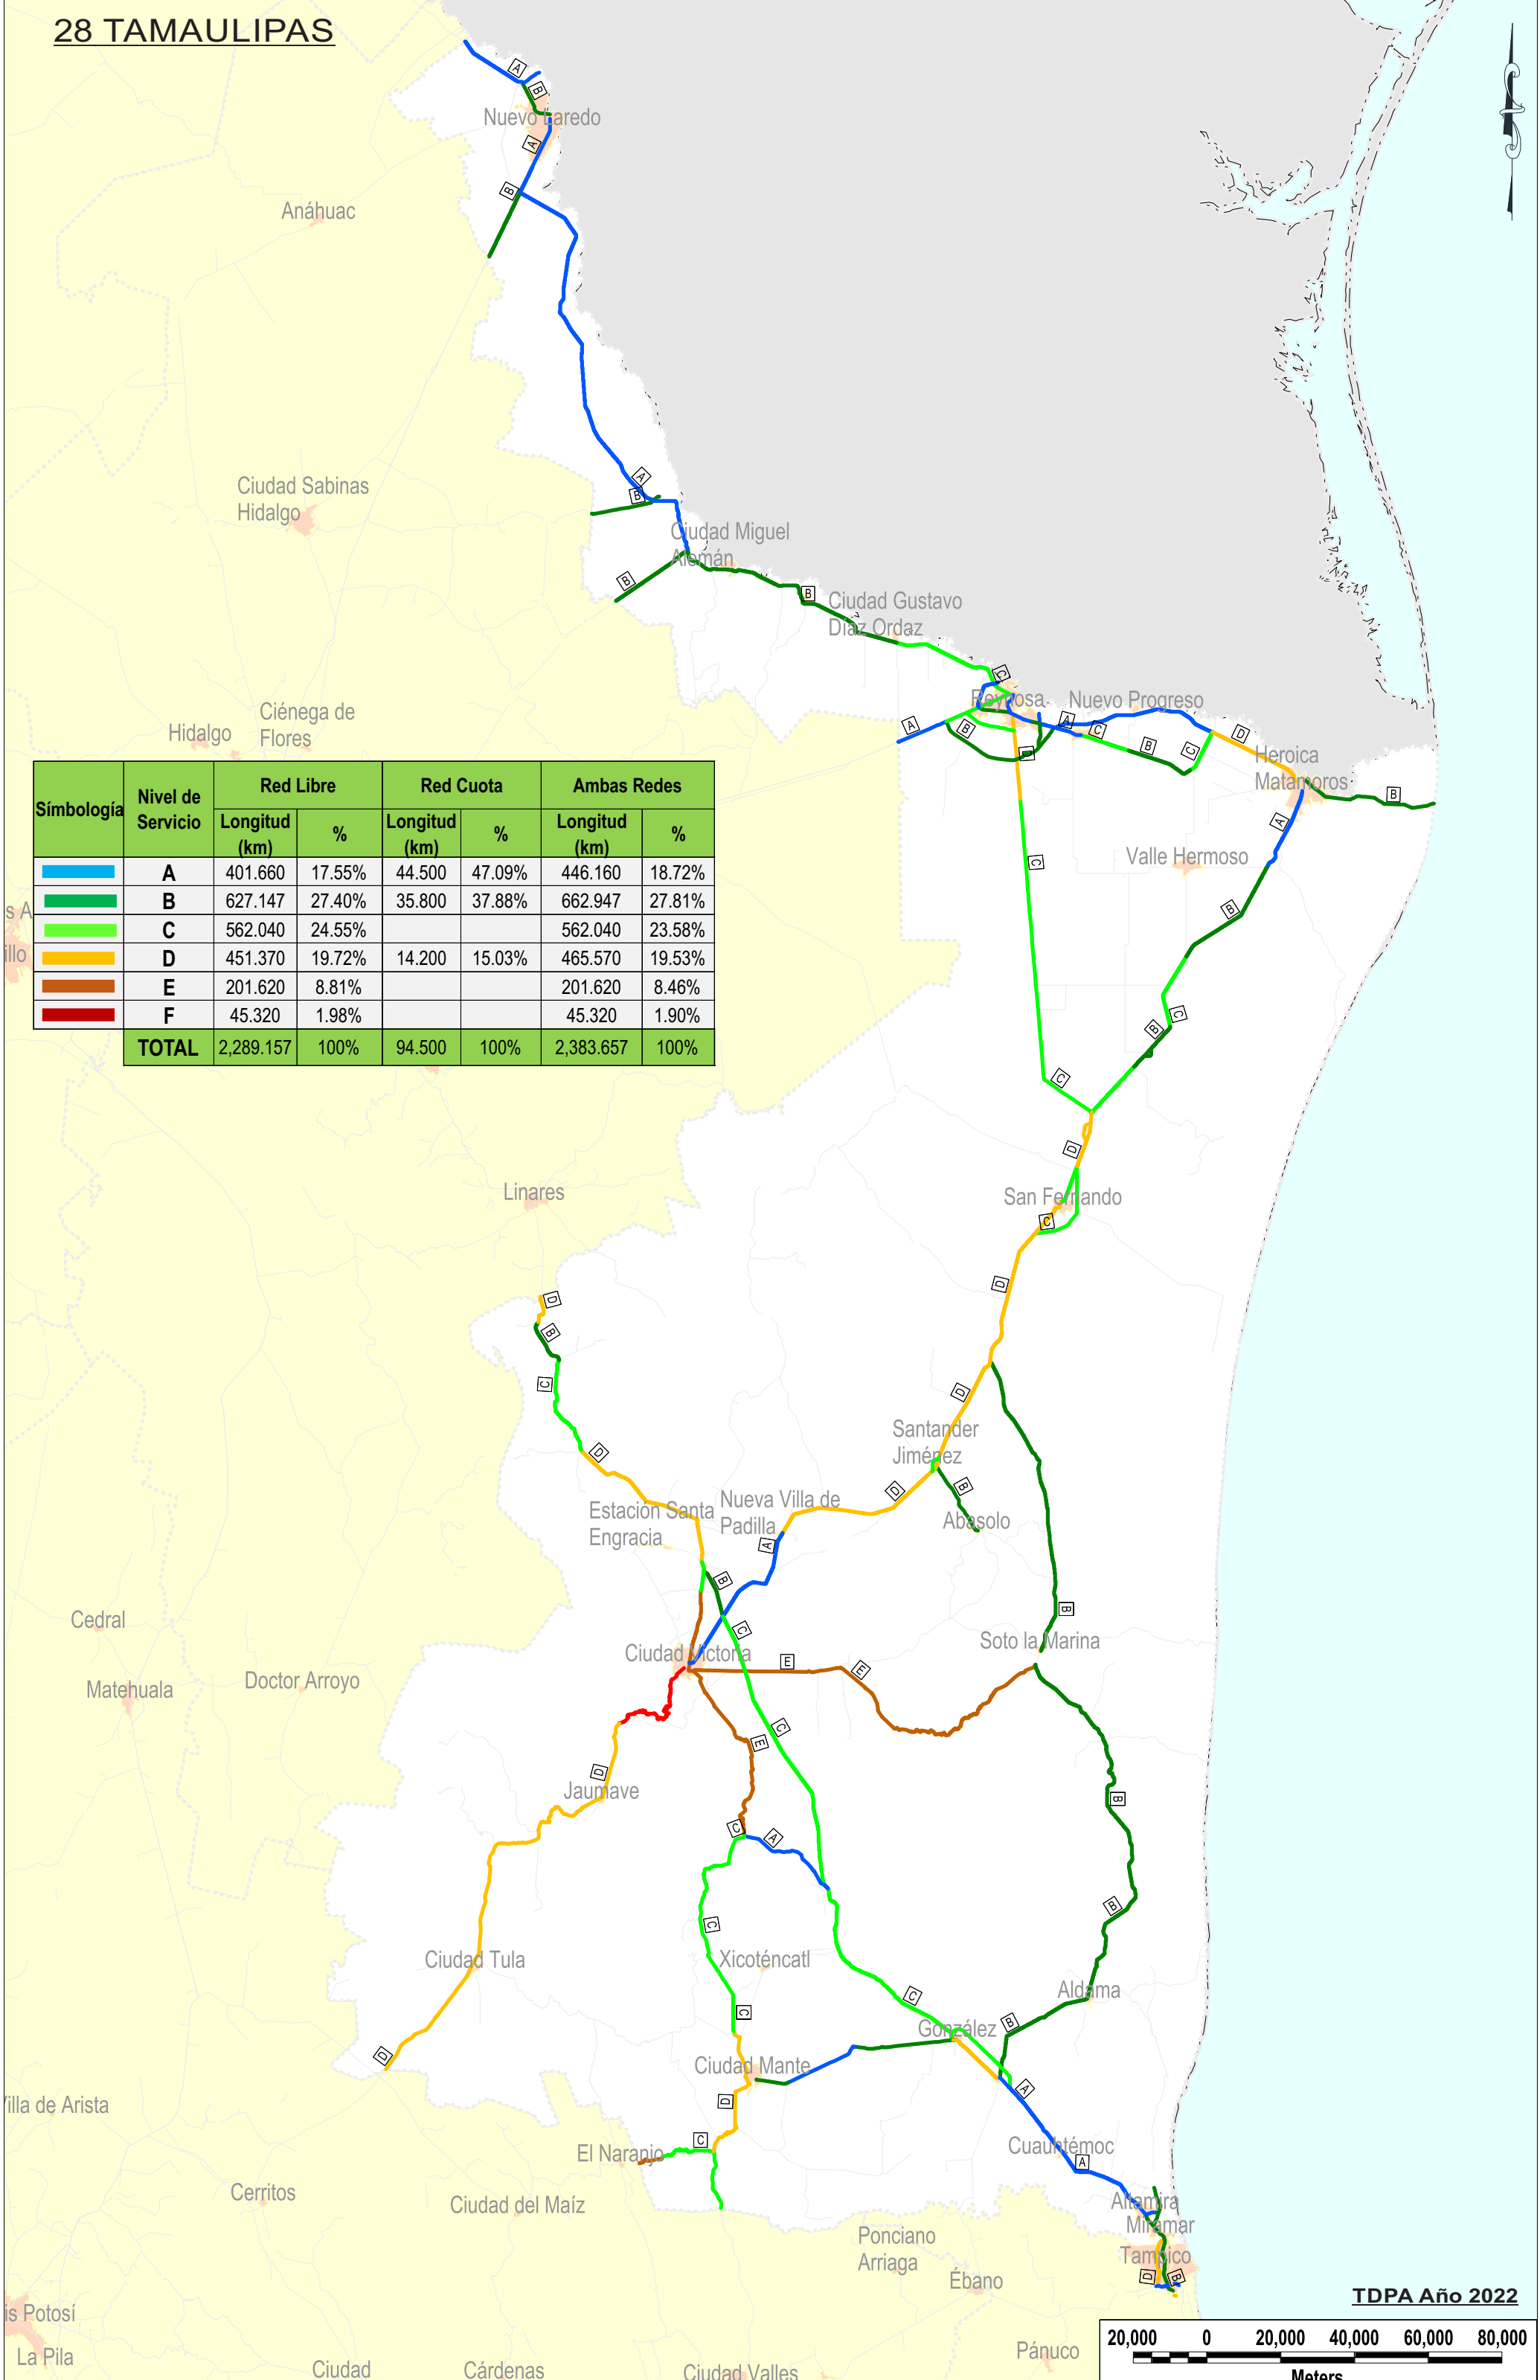 28 TAMAULIPAS
A
B
Nuevo Laredo
A
B
Anáhuac
Ciudad Sabinas
Hidalgo
A
B
Ciudad Miguel
Alemán
B
B
Ciudad Gustavo
Díaz Ordaz
C
Reynosa
Nuevo Progreso
Hidalgo
Ciénega de
Flores
A
B
A
C
B
C
D
Heroica
Matamoros
B
A
Valle Hermoso
C
B
Símbología
Nivel de
Servicio
Red Libre
Red Cuota
Ambas Redes
Longitud
(km)
%
Longitud
(km)
%
Longitud
(km)
%
A 401.660 17.55% 44.500 47.09% 446.160 18.72%
B 627.147 27.40% 35.800 37.88% 662.947 27.81%
C 562.040 24.55% 562.040 23.58%
D 451.370 19.72% 14.200 15.03% 465.570 19.53%
E 201.620 8.81% 201.620 8.46%
F 45.320 1.98% 45.320 1.90%
TOTAL 2,289.157 100% 94.500 100% 2,383.657 100%
s A
illo
C
B
C
D
Linares
San Fernando
C
D
D
B
C
D
D
Santander
Jiménez
B
D
Abasolo
Estación Santa
Engracia
Nueva Villa de
Padilla
A
B
C
B
Cedral
Ciudad Victoria
Soto la Marina
E
E
Matehuala
Doctor Arroyo
C
E
D
Jaumave
B
C
A
B
C
Ciudad Tula
Xicoténcatl
C
C
Aldama
González
B
D
Ciudad Mante
A
D
Villa de Arista
C
El Naranjo
Cuauhtémoc
A
Cerritos
Ciudad del Maíz
Altamira
Miramar
Tampico
Ponciano
Arriaga
Ébano
D
B
is Potosí
La Pila
Ciudad
Cárdenas
Ciudad Valles
Pánuco
TDPA Año 2022
20,000 0 20,000 40,000 60,000 80,000
Meters